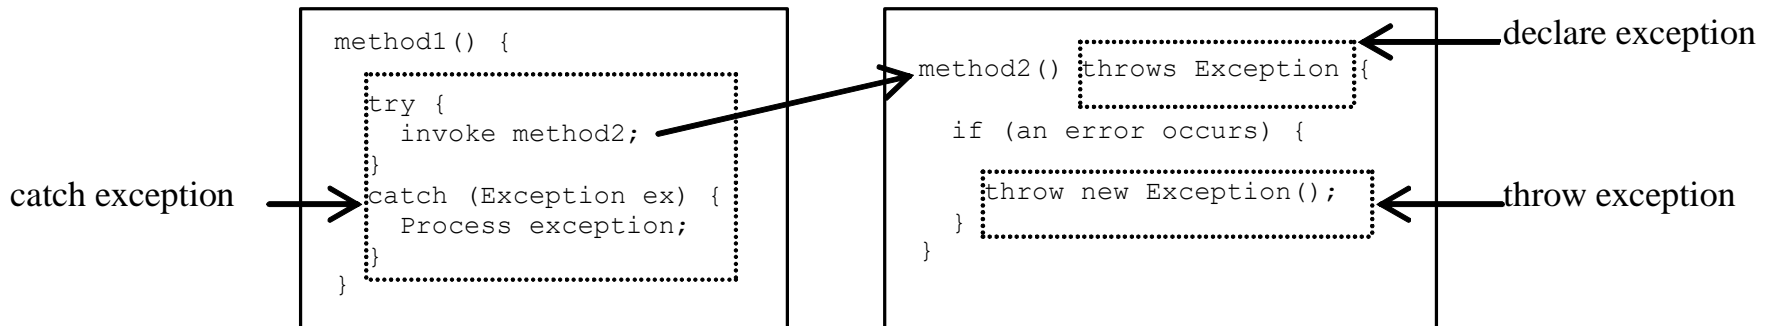 catch exception
method1() {
try {
invoke method2;
}
catch (Exception ex) {
Process exception;
}
}
method2() throws Exception {
if (an error occurs) {
throw new Exception();
}
}
declare exception
throw exception